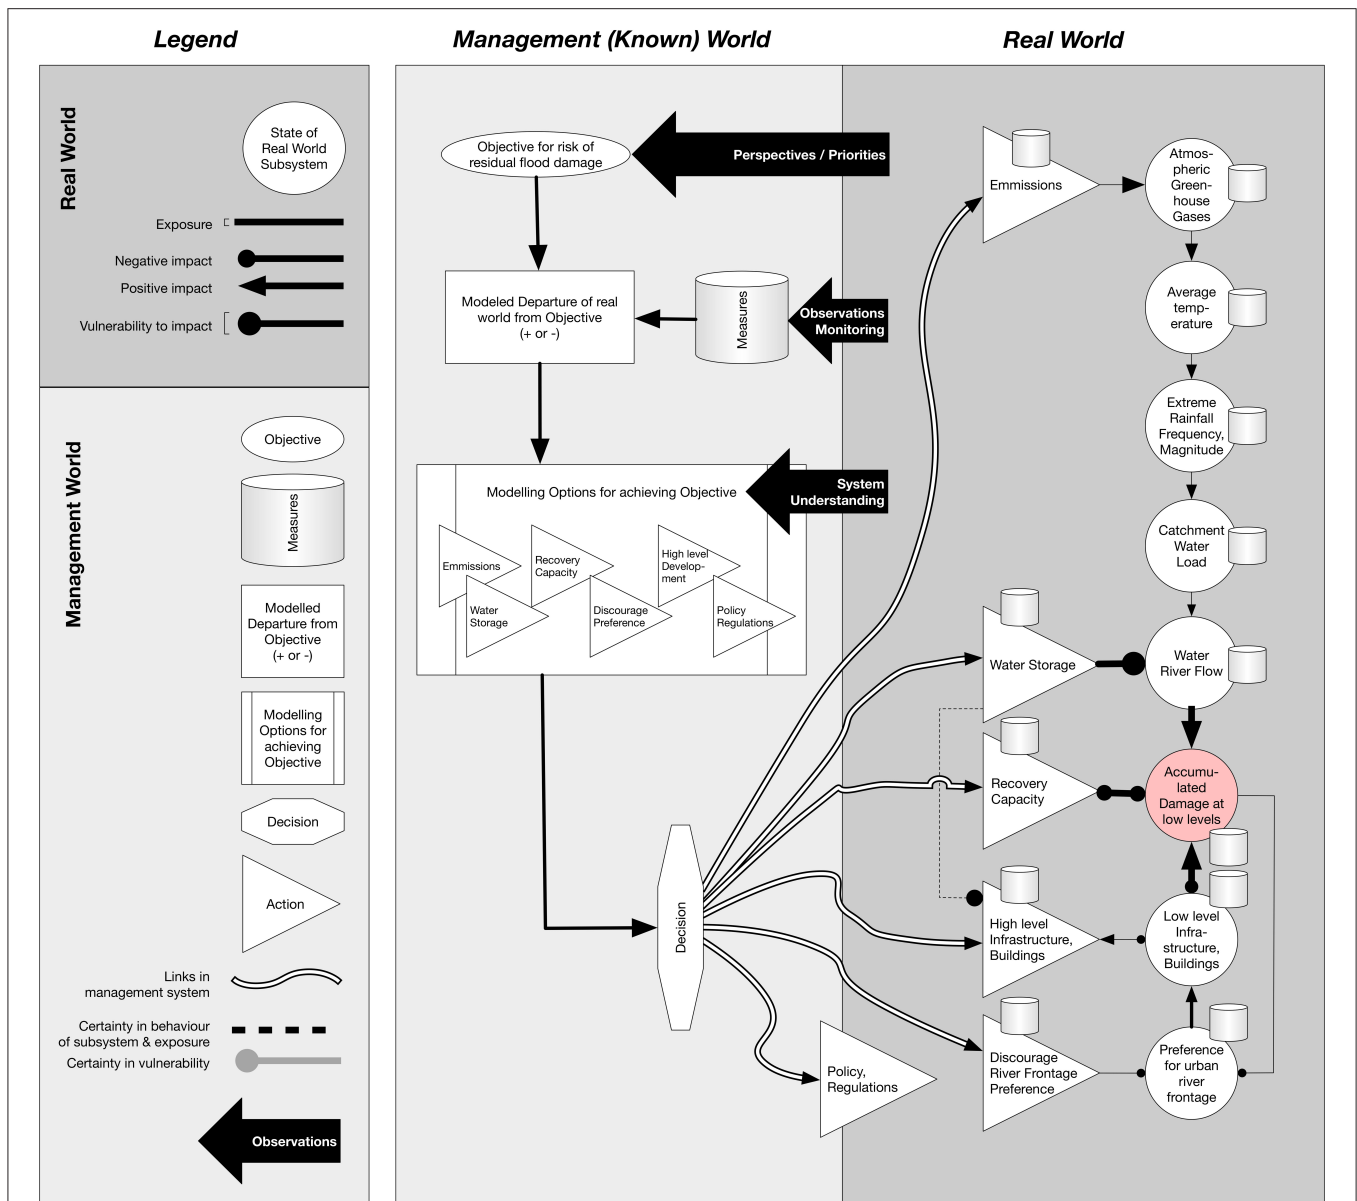 Legend
Management (Known) World
Real World
Real World
State of
Real World
Subsystem
Exposure
Negative impact
Positive impact
Vulnerability to impact
Management World
Objective
Measures
Modelled
Departure from
Objective
(+ or -)
Modelling
Options for
achieving
Objective
Decision
Action
Links in
management system
Certainty in behaviour
of subsystem & exposure
Certainty in vulnerability
Observations
Objective for risk of
residual flood damage
Perspectives / Priorities
Modeled Departure of real
world from Objective
(+ or -)
Measures
Observations
Monitoring
Modelling Options for achieving Objective
System
Understanding
Emmissions
Recovery
Capacity
High level
Develop-
ment
Water
Storage
Discourage
Preference
Policy
Regulations
Decision
Policy,
Regulations
Emmissions
Atmos-
pheric
Green-
house
Gases
Average
temp-
erature
Extreme
Rainfall
Frequency,
Magnitude
Catchment
Water
Load
Water Storage
Water
River Flow
Recovery
Capacity
Accumu-
lated
Damage at
low levels
High level
Infrastructure,
Buildings
Low level
Infra-
structure,
Buildings
Discourage
River Frontage
Preference
Preference
for urban
river
frontage